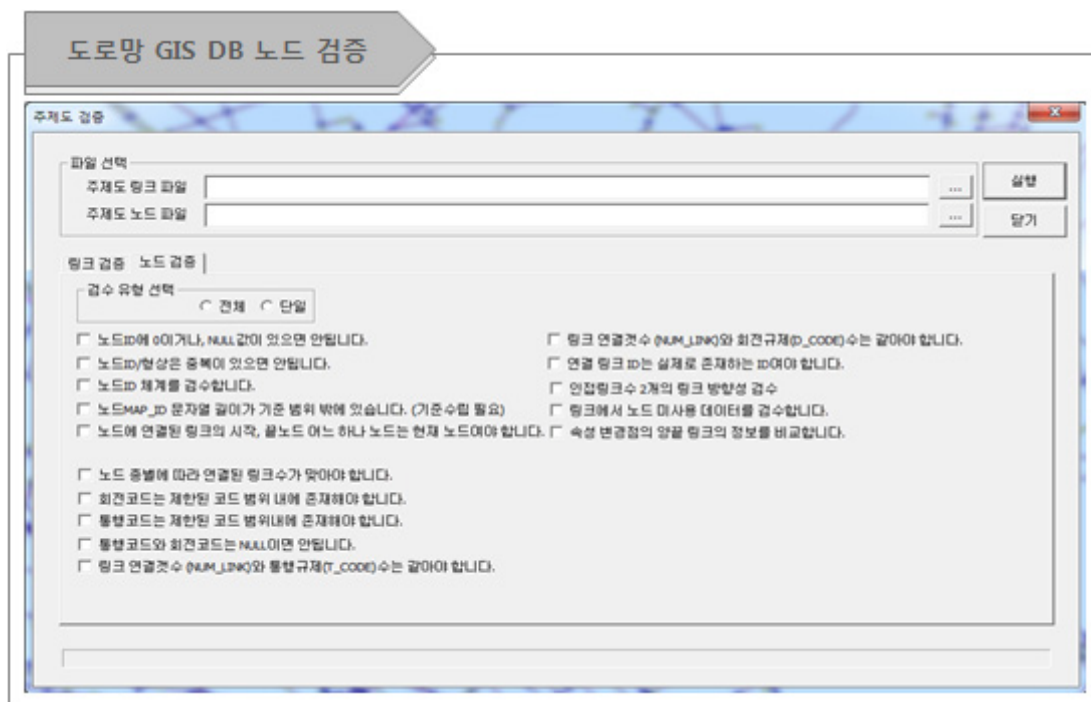 도로망 GIS DB 노드 검증
주제도 검증
파일 선택
주제도 링크 파일
...
실행
주제도 노드 파일
...
닫기
링크 검증 노드 검증
검수 유형 선택
전체 단일
노드ID에 0이거나, NULL값이 있으면 안됩니다.
노드ID/형상은 중복이 있으면 안됩니다.
노드ID 체계를 검수합니다.
노드MAP_ID 문자열 길이가 기준 범위 밖에 있습니다. (기준수립 필요)
노드에 연결된 링크의 시작, 끝노드 어느 하나 노드는 현재 노드여야 합니다.
노드 종별에 따라 연결된 링크수가 맞아야 합니다.
회전코드는 제한된 코드 범위 내에 존재해야 합니다.
통행코드는 제한된 코드 범위내에 존재해야 합니다.
통행코드와 회전코드는 NULL이면 안됩니다.
링크 연결갯수 (NUM_LINK)와 통행규제(T_CODE)수는 같아야 합니다.
링크 연결갯수 (NUM_LINK)와 회전규제(D_CODE)수는 같아야 합니다.
연결 링크 ID는 실제로 존재하는 ID여야 합니다.
인접링크수 2개의 링크 방향성 검수
링크에서 노드 미사용 데이터를 검수합니다.
속성 변경점의 양끝 링크의 정보를 비교합니다.